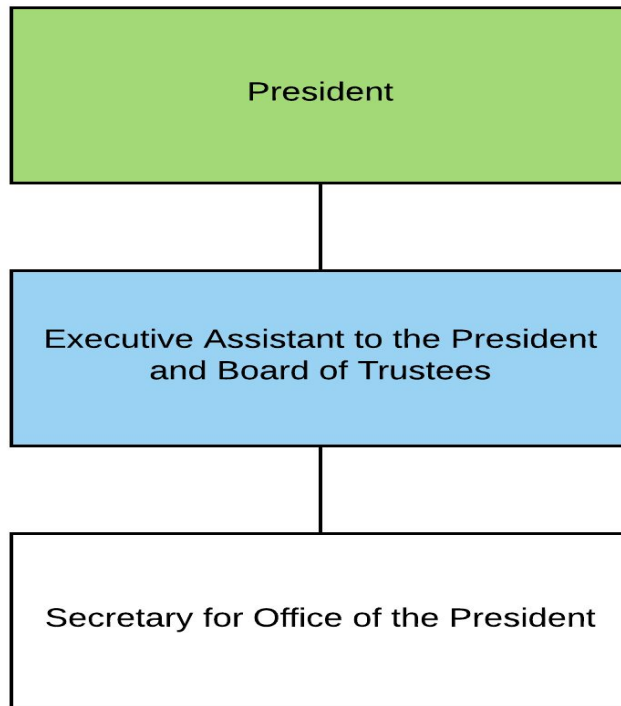 President
Executive Assistant to the President
and Board of Trustees
Secretary for Office of the President